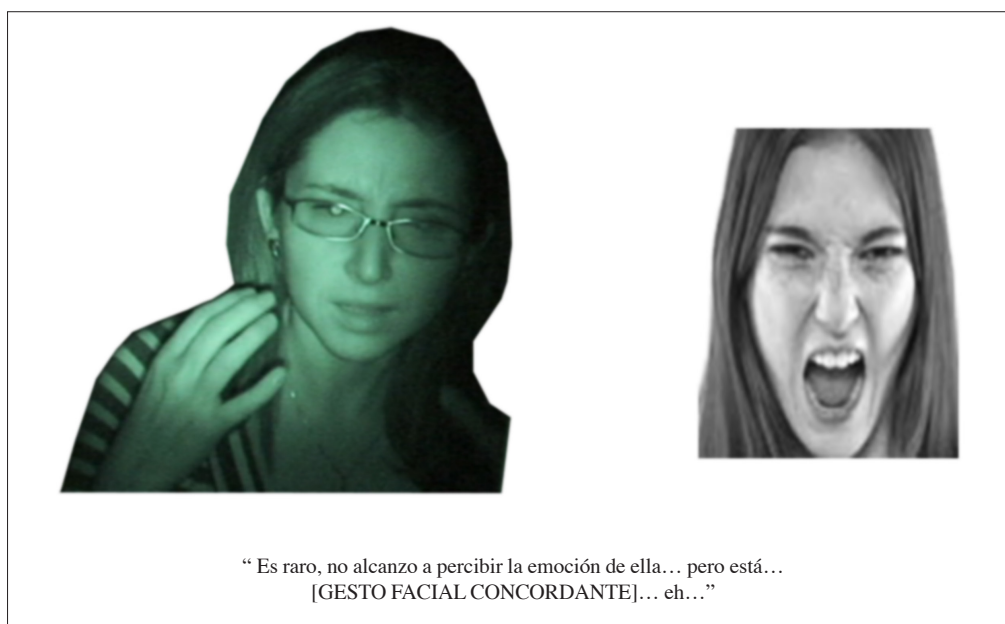 “ Es raro, no alcanzo a percibir la emoción de ella… pero está…
[GESTO FACIAL CONCORDANTE]… eh…”